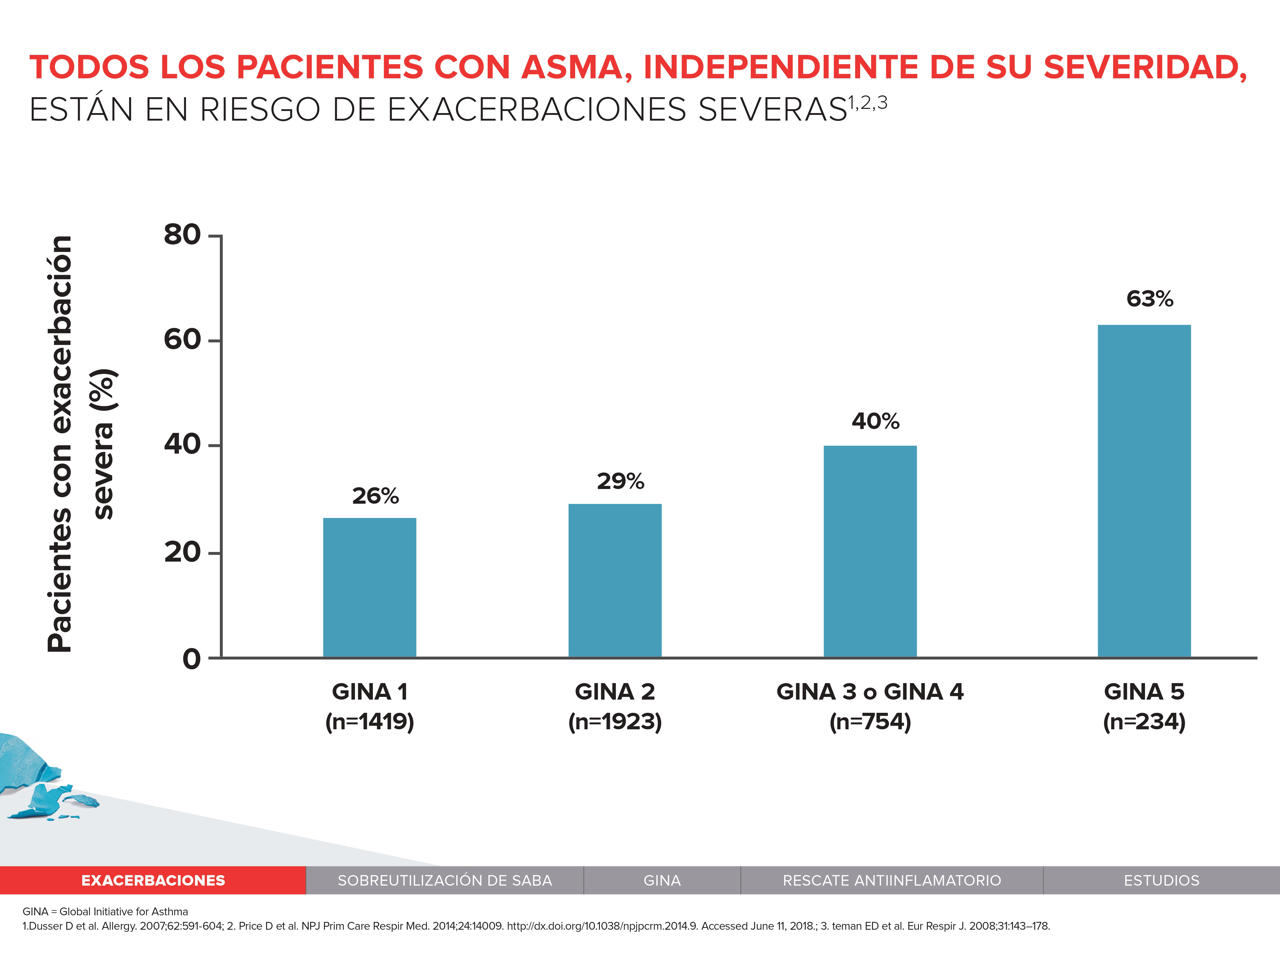 TODOS LOS PACIENTES CON ASMA, INDEPENDIENTE DE SU SEVERIDAD,
ESTÁN EN RIESGO DE EXACERBACIONES SEVERAS1,2,3
Pacientes con exacerbación
severa (%)
80
60
40
20
0
26%
29%
40%
63%
GINA 1
(n=1419)
GINA 2
(n=1923)
GINA 3 o GINA 4
(n=754)
GINA 5
(n=234)
EXACERBACIONES
SOBREUTILIZACIÓN DE SABA
GINA
RESCATE ANTIINFLAMATORIO
ESTUDIOS
GINA = Global Initiative for Asthma
1.Dusser D et al. Allergy. 2007;62:591-604; 2. Price D et al. NPJ Prim Care Respir Med. 2014;24:14009. http://dx.doi.org/10.1038/npjpcrm.2014.9. Accessed June 11, 2018.; 3. teman ED et al. Eur Respir J. 2008;31:143–178.